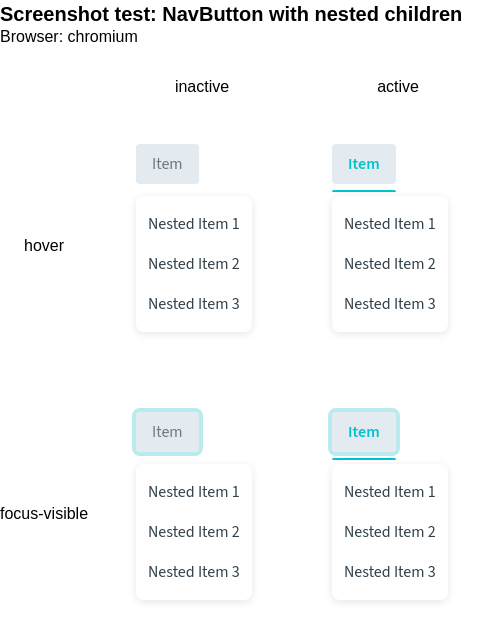 Screenshot test: NavButton with nested children
Browser: chromium
inactive active
hover
Item Item
Nested Item 1 Nested Item 1
Nested Item 2 Nested Item 2
Nested Item 3 Nested Item 3
focus-visible
Item Item
Nested Item 1 Nested Item 1
Nested Item 2 Nested Item 2
Nested Item 3 Nested Item 3